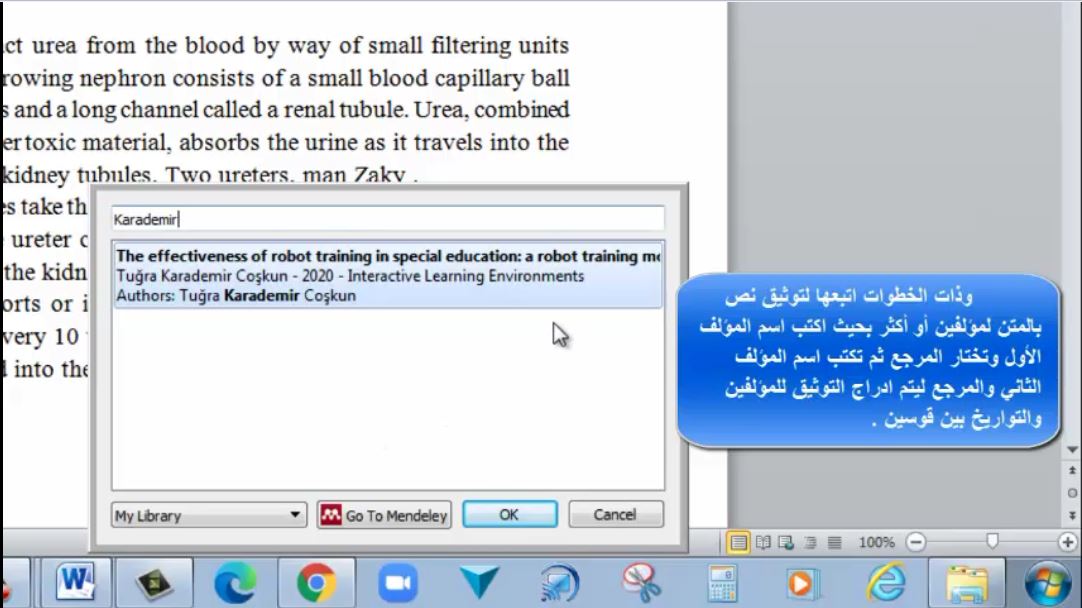 ct urea from the blood by way of small filtering units
rowing nephron consists of a small blood capillary ball
s and a long channel called a renal tubule. Urea, combined
er toxic material, absorbs the urine as it travels into the
kidney tubules. Two ureters, man Zaky .
es take th
ureter c
the kidn
orts or i
very 10
into the
Karademir
The effectiveness of robot training in special education: a robot training mo
Tuğra Karademir Coşkun - 2020 - Interactive Learning Environments
Authors: Tuğra Karademir Coşkun
My Library
Go To Mendeley
OK
Cancel
وذات الخطوات اتبعها لتوثيق نص
بالمتن لمؤلفين أو أكثر بحيث اكتب اسم المؤلف
الأول وتختار المرجع ثم تكتب اسم المؤلف
الثاني والمرجع ليتم ادراج التوثيق للمؤلفين
والتواريخ بين قوسين .
100%